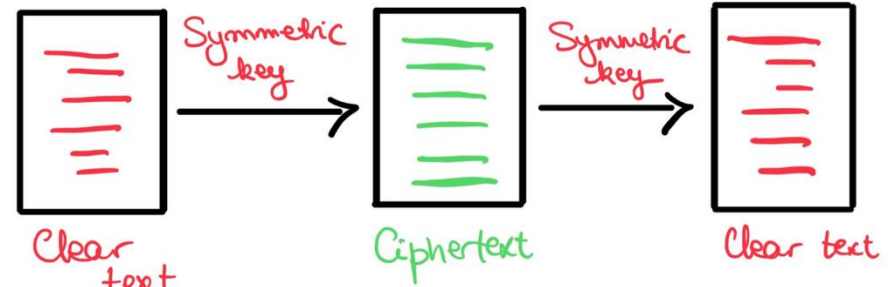 Symmetric
key
Symmetric
key
Clear
text
Ciphertext
Clear text